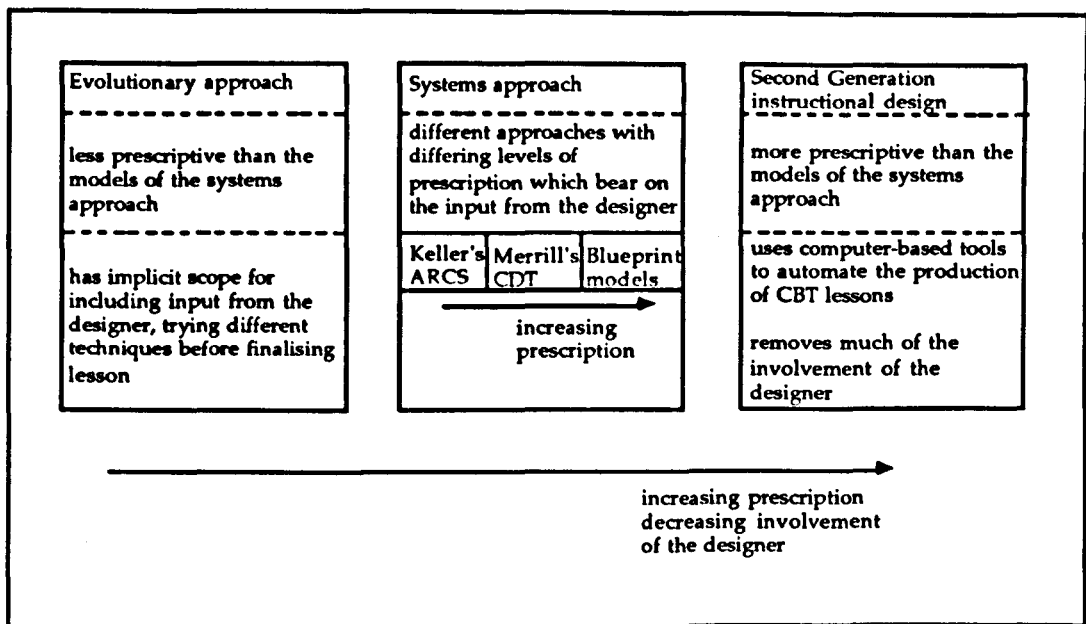 Evolutionary approach
less prescriptive than the
models of the systems
approach
has implicit scope for
including input from the
designer, trying different
techniques before finalising
lesson
Systems approach
different approaches with
differing levels of
prescription which bear on
the input from the designer
Keller's
ARCS
Merrill's
CDT
Blueprint
models
increasing
prescription
Second Generation
instructional design
more prescriptive than the
models of the systems
approach
uses computer-based tools
to automate the production
of CBT lessons
removes much of the
involvement of the
designer
increasing prescription
decreasing involvement
of the designer